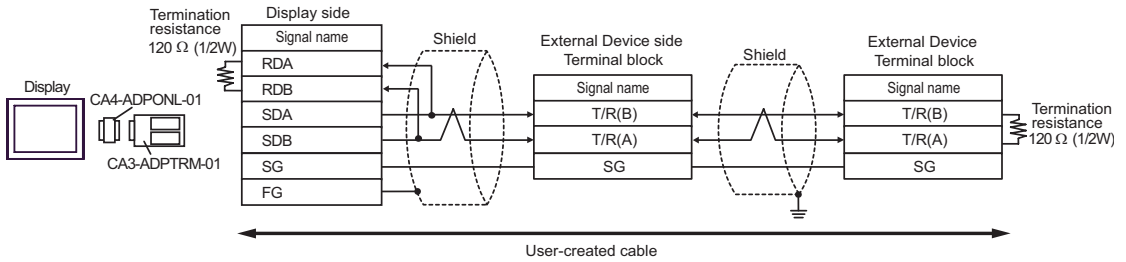 Termination
resistance
120 Ω (1/2W)
Display side
Signal name
RDA
RDB
SDA
SDB
SG
FG
Display
CA4-ADPONL-01
CA3-ADPTRM-01
Shield
External Device side
Terminal block
Signal name
T/R(B)
T/R(A)
SG
Shield
External Device
Terminal block
Signal name
T/R(B)
T/R(A)
SG
Termination
resistance
120 Ω (1/2W)
User-created cable